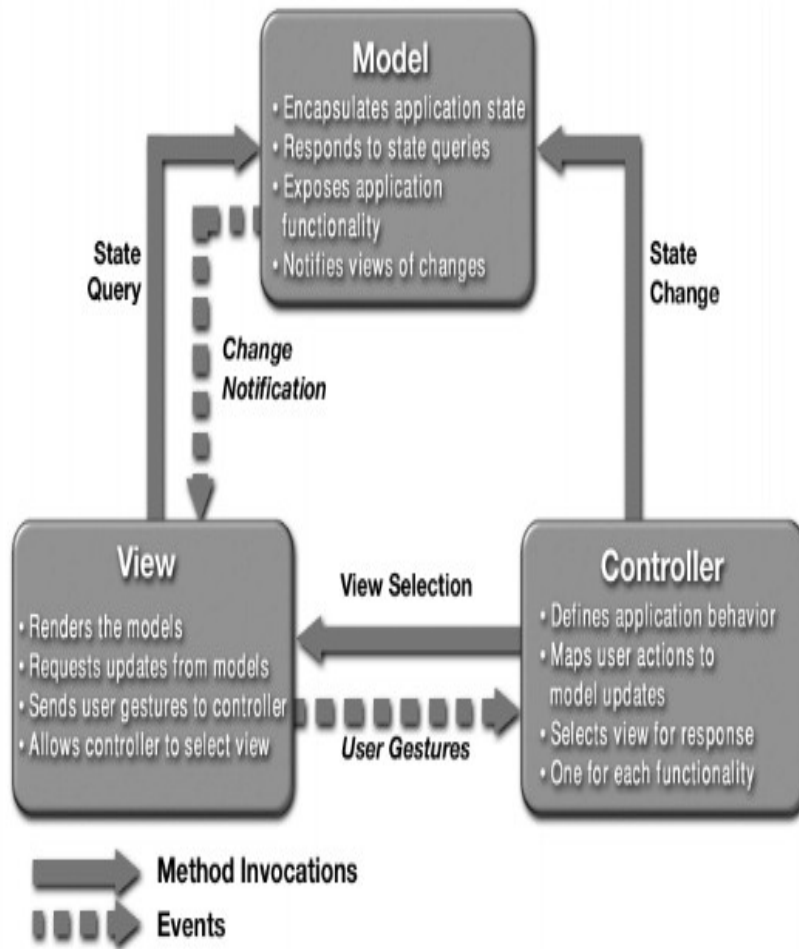 Model
• Encapsulates application state
• Responds to state queries
• Exposes application
functionality
• Notifies views of changes
State
Query
Change
Notification
State
Change
View
• Renders the models
• Requests updates from models
• Sends user gestures to controller
• Allows controller to select view
View Selection
User Gestures
Controller
• Defines application behavior
• Maps user actions to
model updates
• Selects view for response
• One for each functionality
Method Invocations
Events